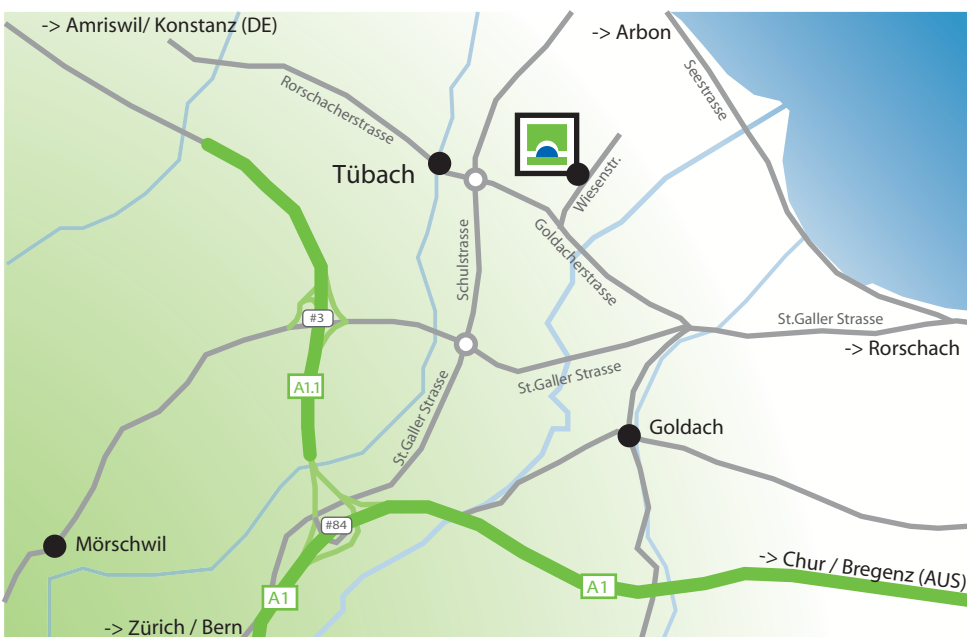 -> Amriswil/ Konstanz (DE)
-> Arbon
Seestrasse
Rorschacherstrasse
Tübach
Wiesenstr.
Goldacherstrasse
Schulstrasse
#3
St.Galler Strasse
-> Rorschach
St.Galler Strasse
A1.1
St.Galler Strasse
Goldach
#84
Mörschwil
-> Chur / Bregenz (AUS)
A1
A1
-> Zürich / Bern